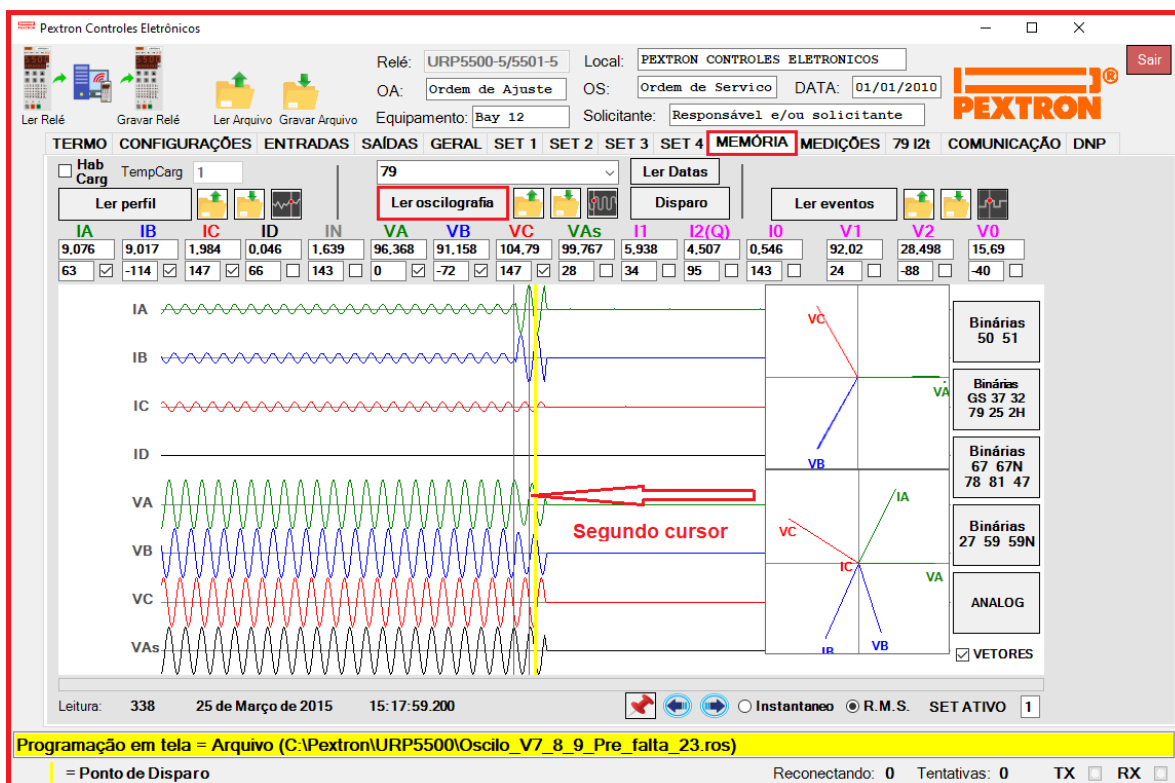 Pextron Controles Eletrônicos
Relé: URP5500-5/5501-5 Local: PEXTRON CONTROLES ELETRONICOS Sair
OA: Ordem de Ajuste OS: Ordem de Servico DATA: 01/01/2010
PEXTRON ®
Ler Relé Gravar Relé Ler Arquivo Gravar Arquivo Equipamento: Bay 12 Solicitante: Responsável e/ou solicitante
TERMO CONFIGURAÇÕES ENTRADAS SAÍDAS GERAL SET 1 SET 2 SET 3 SET 4 MEMÓRIA MEDIÇÕES 79 I2t COMUNICAÇÃO DNP
Hab Carg TempCarg 1 79 Ler Datas
Ler perfil Ler oscilografia Disparo Ler eventos
IA IB IC ID IN VA VB VC VAs I1 I2(Q) I0 V1 V2 V0
9,076 9,017 1,984 0,046 1,639 96,368 91,158 104,79 99,767 5,938 4,507 0,546 92,02 28,498 15,69
63 -114 147 66 143 0 -72 147 28 34 95 143 24 -88 -40
IA
IB
IC
ID
VA
VB
VC
VAs
Segundo cursor
VC
VA
VB
IA
VC
IC
VA
IB
VB
Binárias
50 51
Binárias
GS 37 32
79 25 2H
Binárias
67 67N
78 81 47
Binárias
27 59 59N
ANALOG
VETORES
Leitura: 338 25 de Março de 2015 15:17:59.200 Instantaneo R.M.S. SET ATIVO 1
Programação em tela = Arquivo (C:\Pextron\URP5500\Oscilo_V7_8_9_Pre_falta_23.ros)
= Ponto de Disparo Reconectando: 0 Tentativas: 0 TX RX